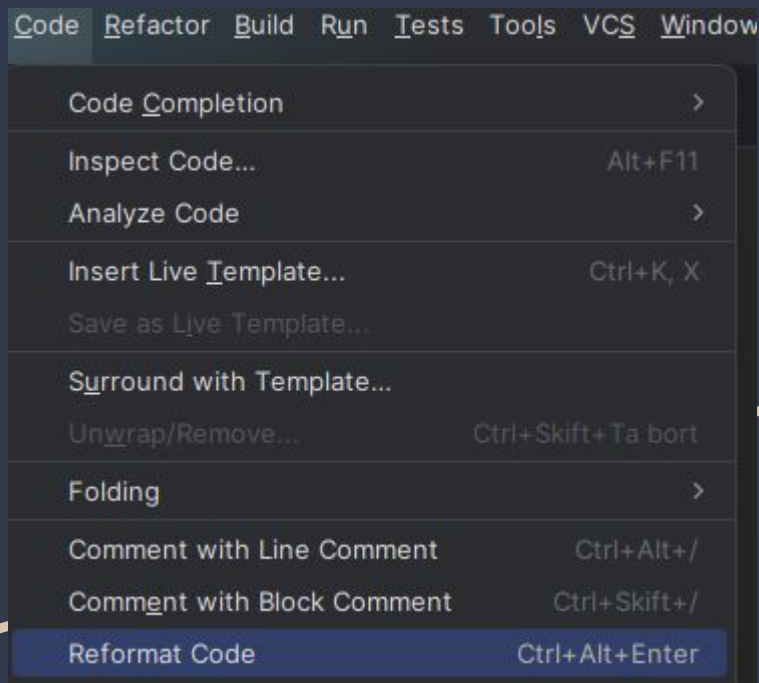 Code Refactor Build Run Tests Tools VCS Window
Code Completion
Inspect Code... Alt+F11
Analyze Code
Insert Live Template... Ctrl+K, X
Save as Live Template...
Surround with Template...
Unwrap/Remove... Ctrl+Skift+Ta bort
Folding
Comment with Line Comment Ctrl+Alt+/
Comment with Block Comment Ctrl+Skift+/
Reformat Code Ctrl+Alt+Enter